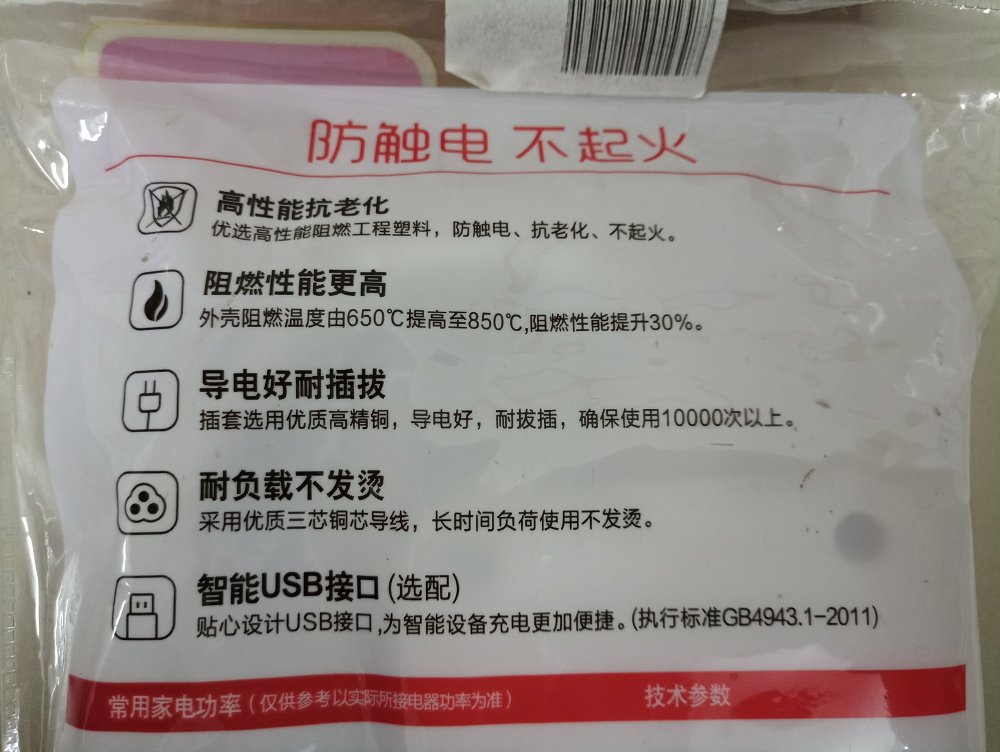 防触电 不起火
高性能抗老化
优选高性能阻燃工程塑料，防触电、抗老化、不起火。
阻燃性能更高
外壳阻燃温度由650℃提高至850℃,阻燃性能提升30%。
导电好耐插拔
插套选用优质高精铜，导电好，耐拔插，确保使用10000次以上。
耐负载不发烫
采用优质三芯铜芯导线，长时间负荷使用不发烫。
智能USB接口(选配)
贴心设计USB接口,为智能设备充电更加便捷。(执行标准GB4943.1-2011)
常用家电功率(仅供参考以实际所接电器功率为准)
技术参数